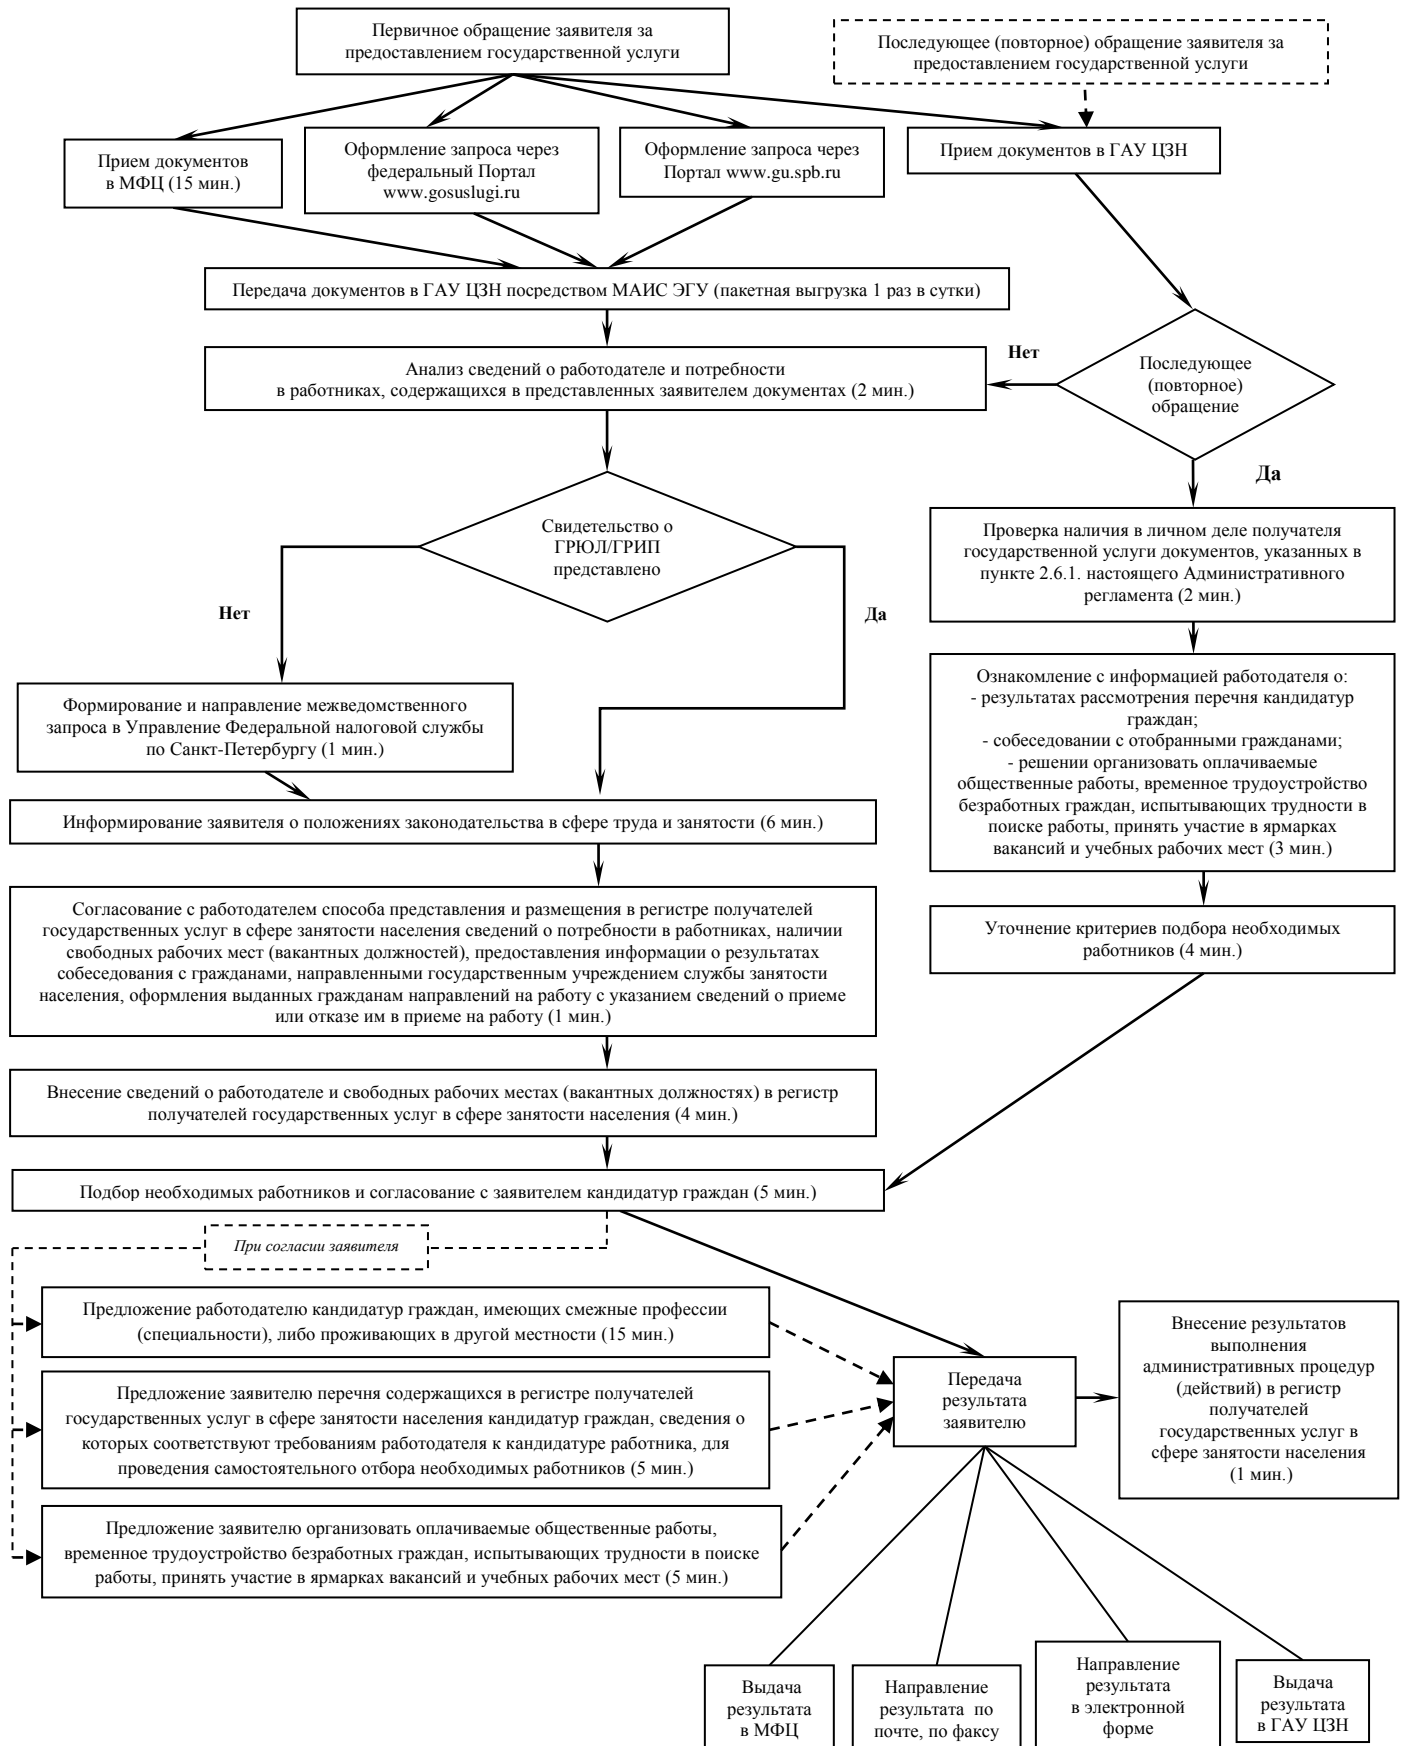 Первичное обращение заявителя за
предоставлением государственной услуги
Последующее (повторное) обращение заявителя за
предоставлением государственной услуги
Прием документов
в МФЦ (15 мин.)
Оформление запроса через
федеральный Портал
www.gosuslugi.ru
Оформление запроса через
Портал www.gu.spb.ru
Прием документов в ГАУ ЦЗН
Передача документов в ГАУ ЦЗН посредством МАИС ЭГУ (пакетная выгрузка 1 раз в сутки)
Анализ сведений о работодателе и потребности
в работниках, содержащихся в представленных заявителем документах (2 мин.)
Нет
Последующее
(повторное)
обращение
Да
Свидетельство о
ГРЮЛ/ГРИП
представлено
Нет
Да
Проверка наличия в личном деле получателя
государственной услуги документов, указанных в
пункте 2.6.1. настоящего Административного
регламента (2 мин.)
Формирование и направление межведомственного
запроса в Управление Федеральной налоговой службы
по Санкт-Петербургу (1 мин.)
Ознакомление с информацией работодателя о:
- результатах рассмотрения перечня кандидатур
граждан;
- собеседовании с отобранными гражданами;
- решении организовать оплачиваемые
общественные работы, временное трудоустройство
безработных граждан, испытывающих трудности в
поиске работы, принять участие в ярмарках
вакансий и учебных рабочих мест (3 мин.)
Информирование заявителя о положениях законодательства в сфере труда и занятости (6 мин.)
Согласование с работодателем способа представления и размещения в регистре получателей
государственных услуг в сфере занятости населения сведений о потребности в работниках, наличии
свободных рабочих мест (вакантных должностей), предоставления информации о результатах
собеседования с гражданами, направленными государственным учреждением службы занятости
населения, оформления выданных гражданам направлений на работу с указанием сведений о приеме
или отказе им в приеме на работу (1 мин.)
Уточнение критериев подбора необходимых
работников (4 мин.)
Внесение сведений о работодателе и свободных рабочих местах (вакантных должностях) в регистр
получателей государственных услуг в сфере занятости населения (4 мин.)
Подбор необходимых работников и согласование с заявителем кандидатур граждан (5 мин.)
При согласии заявителя
Предложение работодателю кандидатур граждан, имеющих смежные профессии
(специальности), либо проживающих в другой местности (15 мин.)
Предложение заявителю перечня содержащихся в регистре получателей
государственных услуг в сфере занятости населения кандидатур граждан, сведения о
которых соответствуют требованиям работодателя к кандидатуре работника, для
проведения самостоятельного отбора необходимых работников (5 мин.)
Предложение заявителю организовать оплачиваемые общественные работы,
временное трудоустройство безработных граждан, испытывающих трудности в поиске
работы, принять участие в ярмарках вакансий и учебных рабочих мест (5 мин.)
Передача
результата
заявителю
Внесение результатов
выполнения
административных процедур
(действий) в регистр
получателей
государственных услуг в
сфере занятости населения
(1 мин.)
Выдача
результата
в МФЦ
Направление
результата по
почте, по факсу
Направление
результата
в электронной
форме
Выдача
результата
в ГАУ ЦЗН